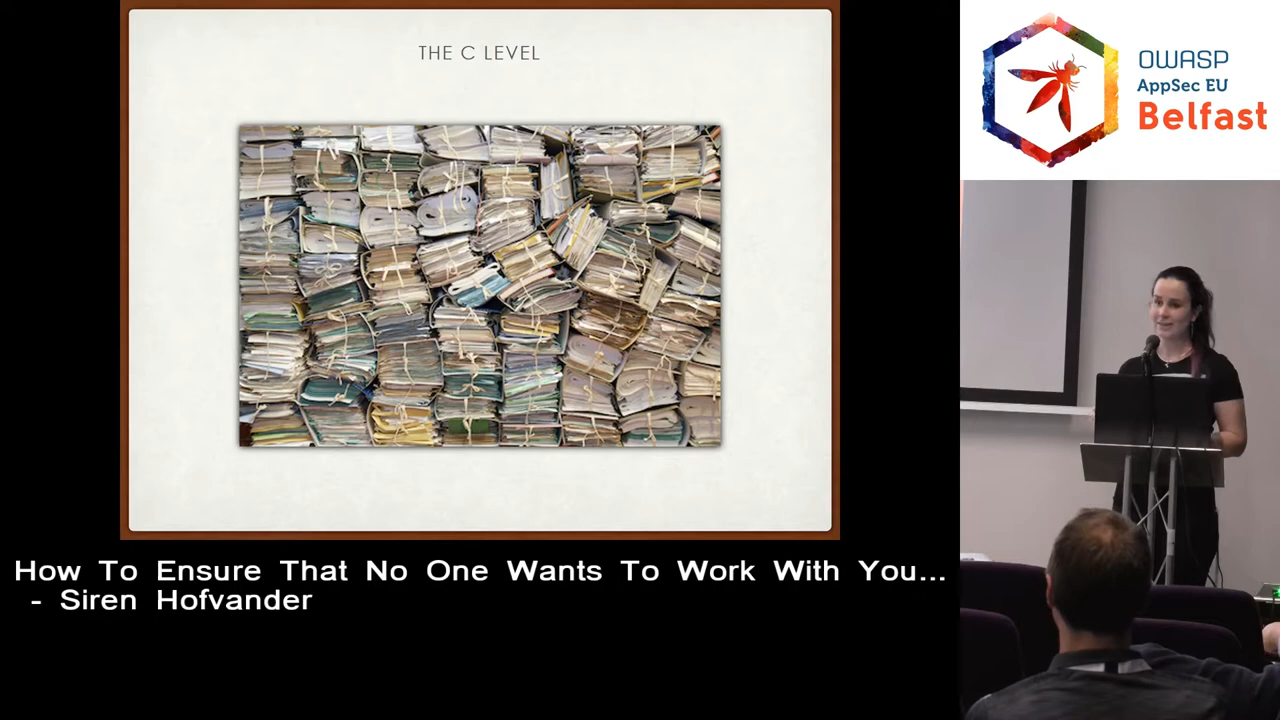 THE C LEVEL
OWASP
AppSec EU
Belfast
How To Ensure That No One Wants To Work With You...
- Siren Hofvander